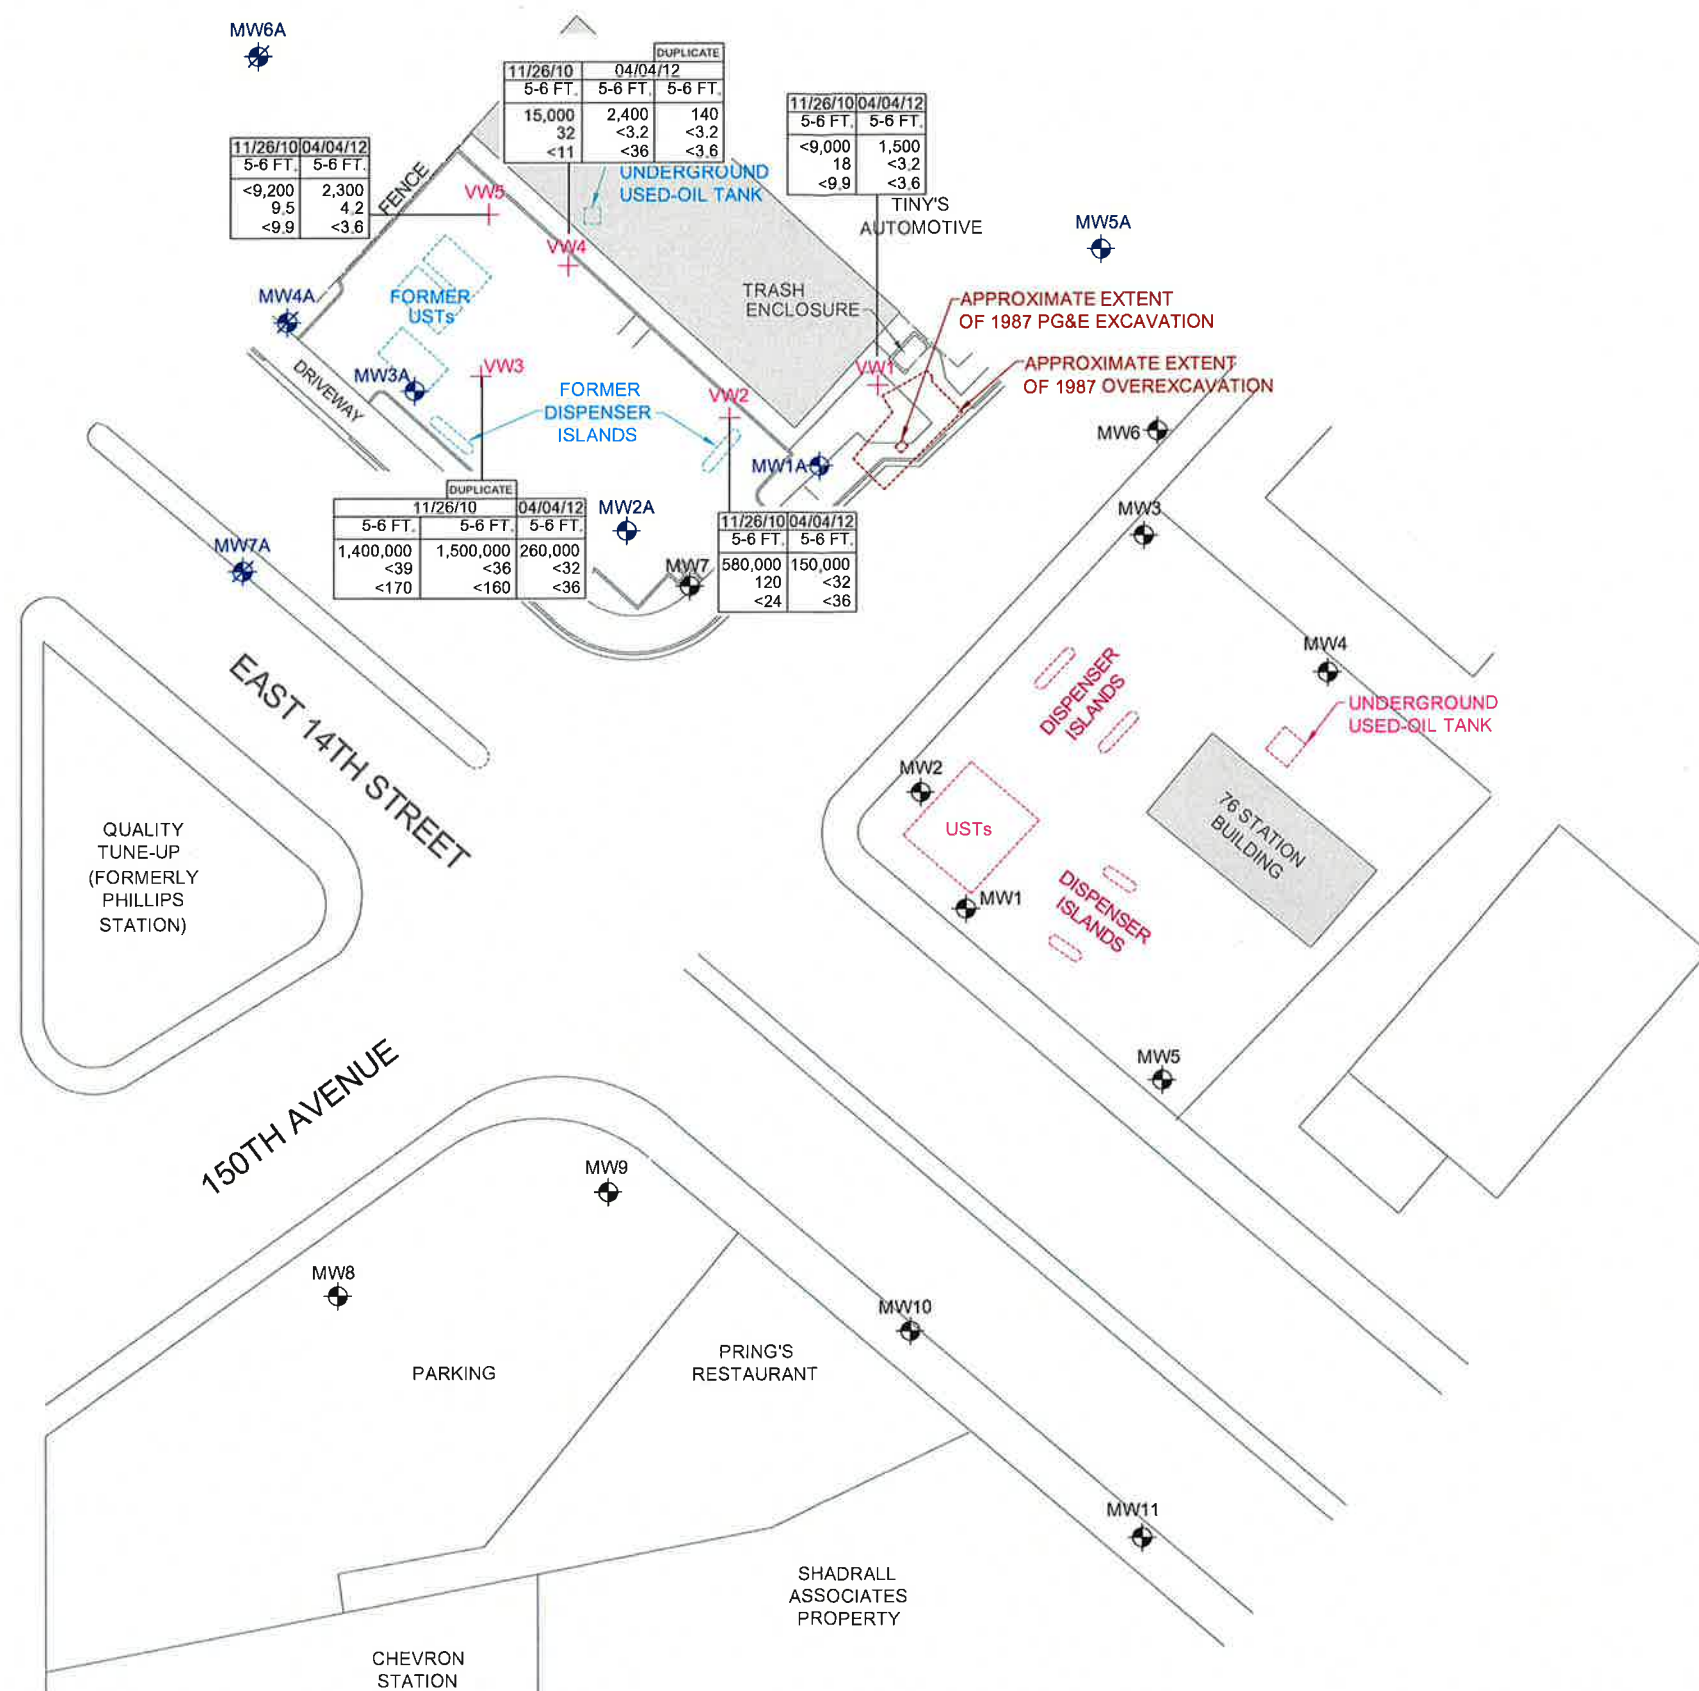 MW6A
DUPLICATE
11/26/10 04/04/12
5-6 FT. 5-6 FT. 5-6 FT.
15,000 2,400 140
32 <3.2 <3.2
<11 <36 <3.6
11/26/10 04/04/12
5-6 FT. 5-6 FT.
<9,000 1,500
18 <3.2
<9.9 <3.6
11/26/10 04/04/12
5-6 FT. 5-6 FT.
<9,200 2,300
9.5 4.2
<9.9 <3.6
FENCE
VW5
UNDERGROUND
USED-OIL TANK
TINY'S
AUTOMOTIVE
MW5A
VW4
MW4A
FORMER
USTs
TRASH
ENCLOSURE
APPROXIMATE EXTENT
OF 1987 PG&E EXCAVATION
APPROXIMATE EXTENT
OF 1987 OVEREXCAVATION
DRIVEWAY
MW3A
VW3
VW1
VW2
FORMER
DISPENSER
ISLANDS
MW1A
MW6
DUPLICATE
11/26/10 04/04/12
5-6 FT. 5-6 FT. 5-6 FT.
1,400,000 1,500,000 260,000
<39 <36 <32
<170 <160 <36
MW2A
11/26/10 04/04/12
5-6 FT. 5-6 FT.
580,000 150,000
120 <32
<24 <36
MW3
MW7A
MW7
MW4
EAST 14TH STREET
DISPENSER
ISLANDS
UNDERGROUND
USED-OIL TANK
MW2
USTs
76 STATION
BUILDING
QUALITY
TUNE-UP
(FORMERLY
PHILLIPS
STATION)
MW1
DISPENSER
ISLANDS
MW5
150TH AVENUE
MW9
MW8
MW10
PARKING
PRING'S
RESTAURANT
MW11
SHADRALL
ASSOCIATES
PROPERTY
CHEVRON
STATION